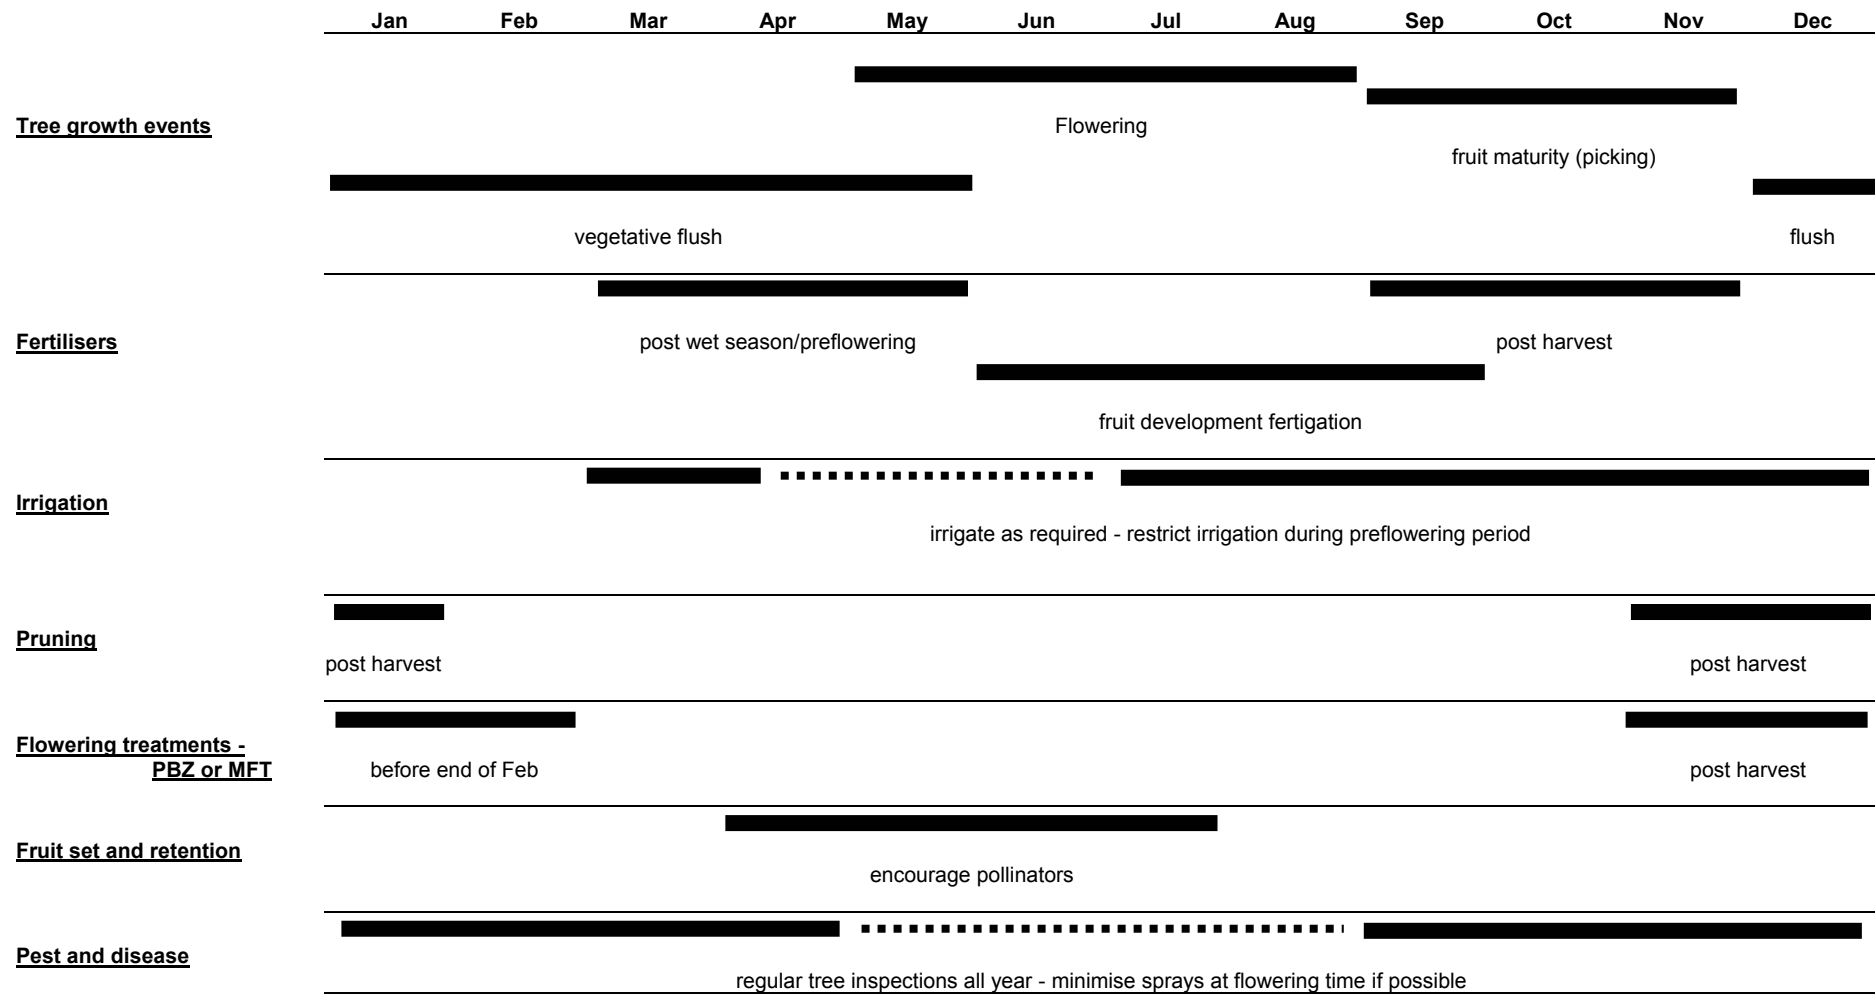 Jan Feb Mar Apr May Jun Jul Aug Sep Oct Nov Dec
Tree growth events
Flowering
fruit maturity (picking)
vegetative flush
flush
Fertilisers
post wet season/preflowering
post harvest
fruit development fertigation
Irrigation
irrigate as required - restrict irrigation during preflowering period
Pruning
post harvest
post harvest
Flowering treatments -
PBZ or MFT
before end of Feb
post harvest
Fruit set and retention
encourage pollinators
Pest and disease
regular tree inspections all year - minimise sprays at flowering time if possible